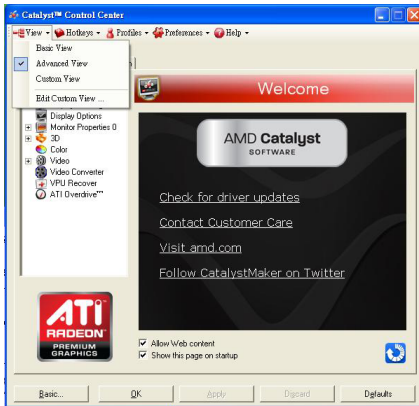 Catalyst™ Control Center
View Hotkeys Profiles Preferences Help
Basic View
Advanced View
Custom View
Edit Custom View ...
Welcome
Display Options
Monitor Properties 0
3D
Color
Video
Video Converter
VPU Recover
ATI Overdrive™
AMD Catalyst
SOFTWARE
Check for driver updates
Contact Customer Care
Visit amd.com
Follow CatalystMaker on Twitter
ATI
RADEON
PREMIUM
GRAPHICS
Allow Web content
Show this page on startup
Basic... OK Apply Discard Defaults